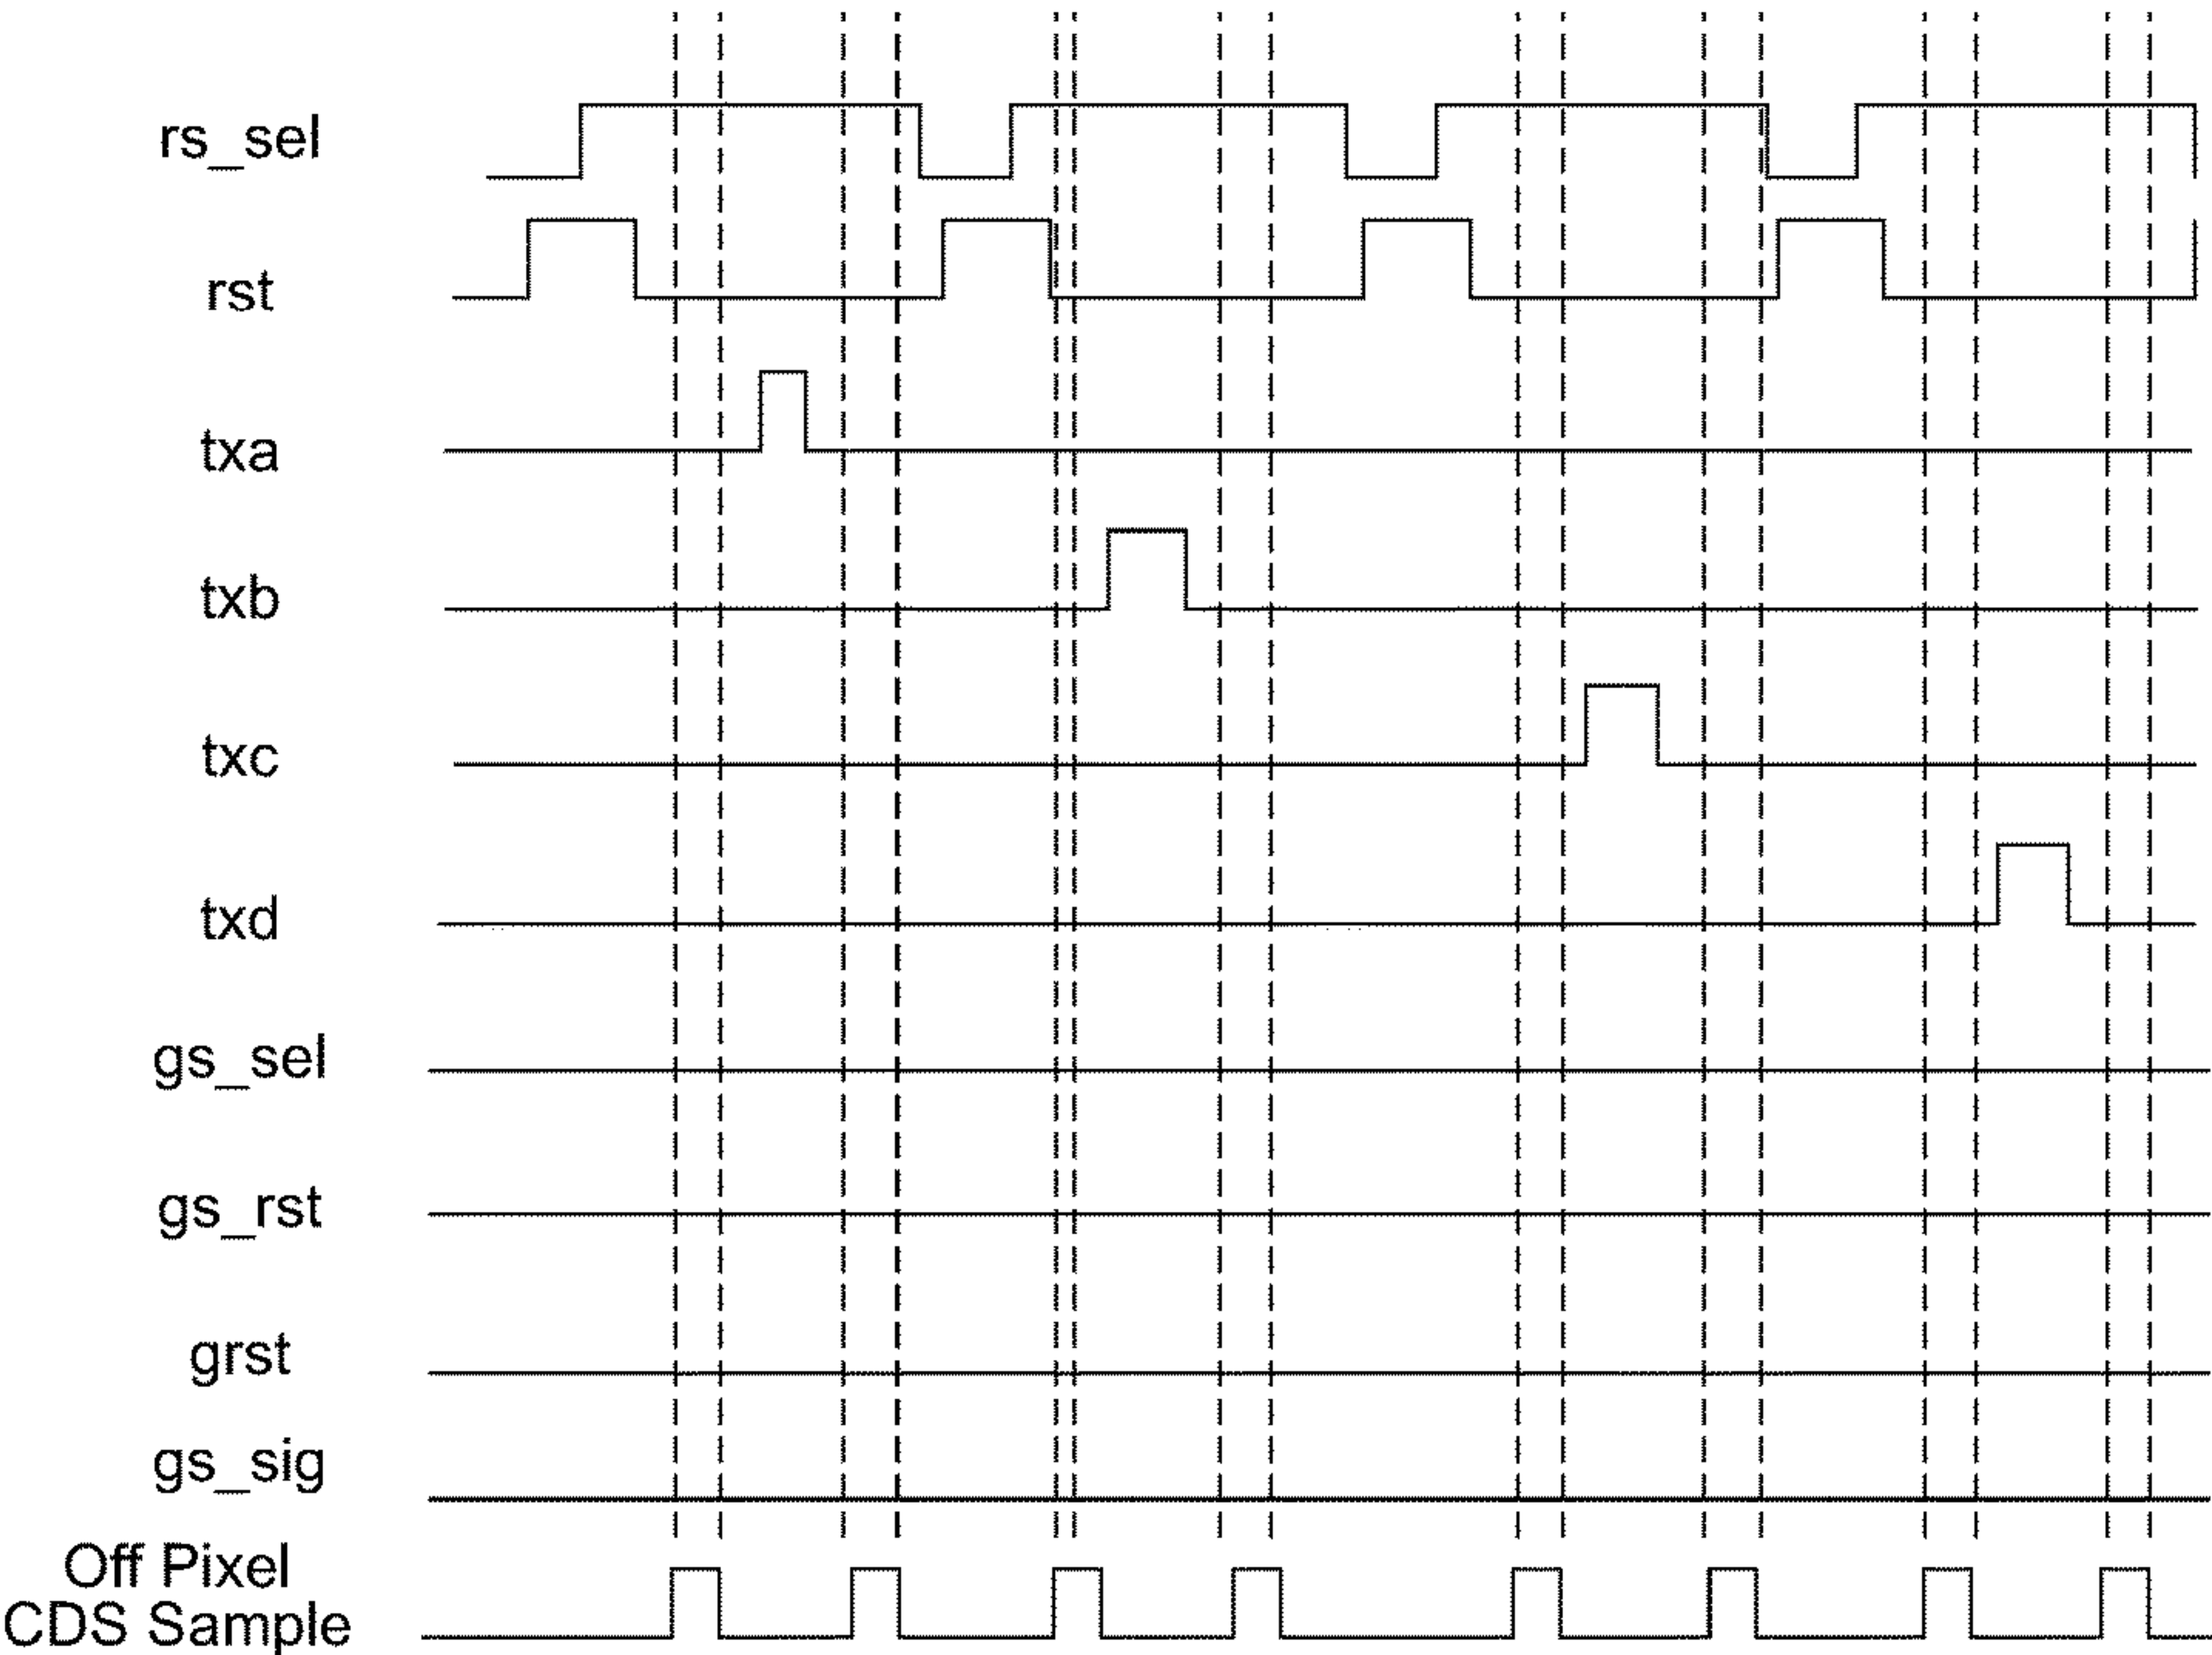 rs_sel
rst
txa
txb
txc
txd
gs_sel
gs_rst
grst
gs_sig
Off Pixel
CDS Sample